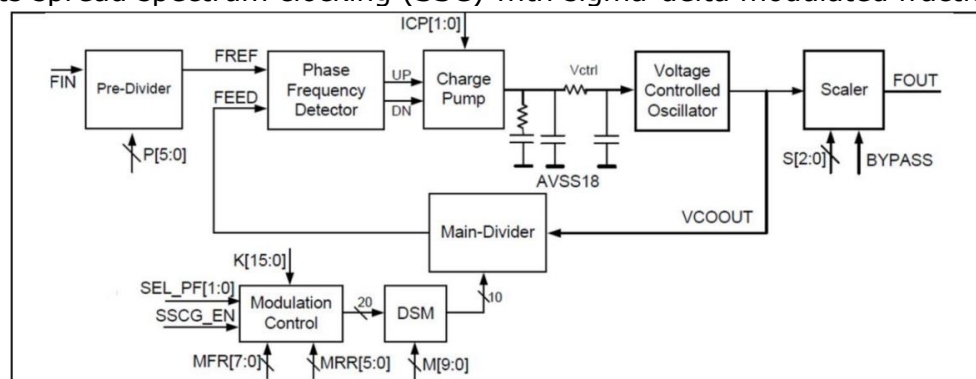 ts spread spectrum clocking (SSC) with sigma-delta modulated fract
ICP[1:0]
FIN
Pre-Divider
FREF
FEED
Phase
Frequency
Detector
UP
DN
Charge
Pump
Vctrl
Voltage
Controlled
Oscillator
Scaler
FOUT
P[5:0]
AVSS18
S[2:0]
BYPASS
Main-Divider
VCOOUT
K[15:0]
SEL_PF[1:0]
SSCG_EN
Modulation
Control
20
DSM
10
MFR[7:0]
MRR[5:0]
M[9:0]